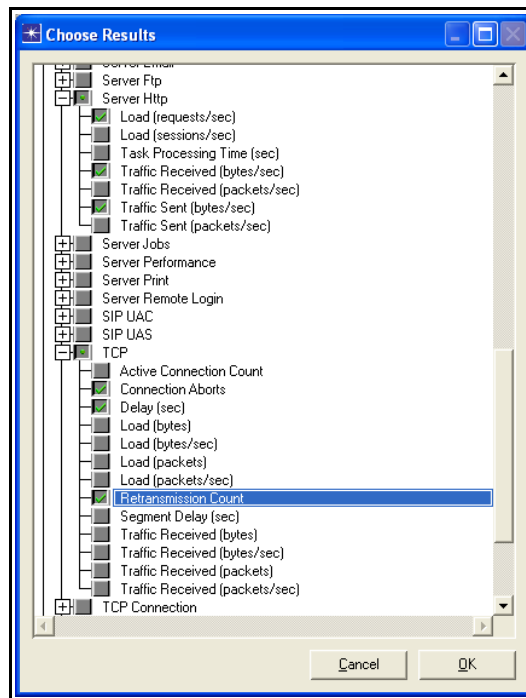 Choose Results
Server Email
Server Ftp
Server Http
Load (requests/sec)
Load (sessions/sec)
Task Processing Time (sec)
Traffic Received (bytes/sec)
Traffic Received (packets/sec)
Traffic Sent (bytes/sec)
Traffic Sent (packets/sec)
Server Jobs
Server Performance
Server Print
Server Remote Login
SIP UAC
SIP UAS
TCP
Active Connection Count
Connection Aborts
Delay (sec)
Load (bytes)
Load (bytes/sec)
Load (packets)
Load (packets/sec)
Retransmission Count
Segment Delay (sec)
Traffic Received (bytes)
Traffic Received (bytes/sec)
Traffic Received (packets)
Traffic Received (packets/sec)
TCP Connection
Cancel OK